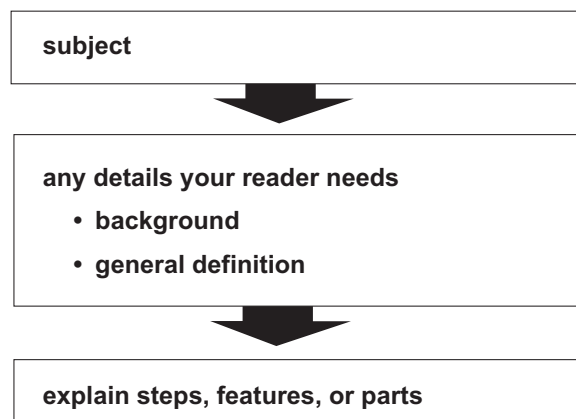 subject
any details your reader needs
• background
• general definition
explain steps, features, or parts